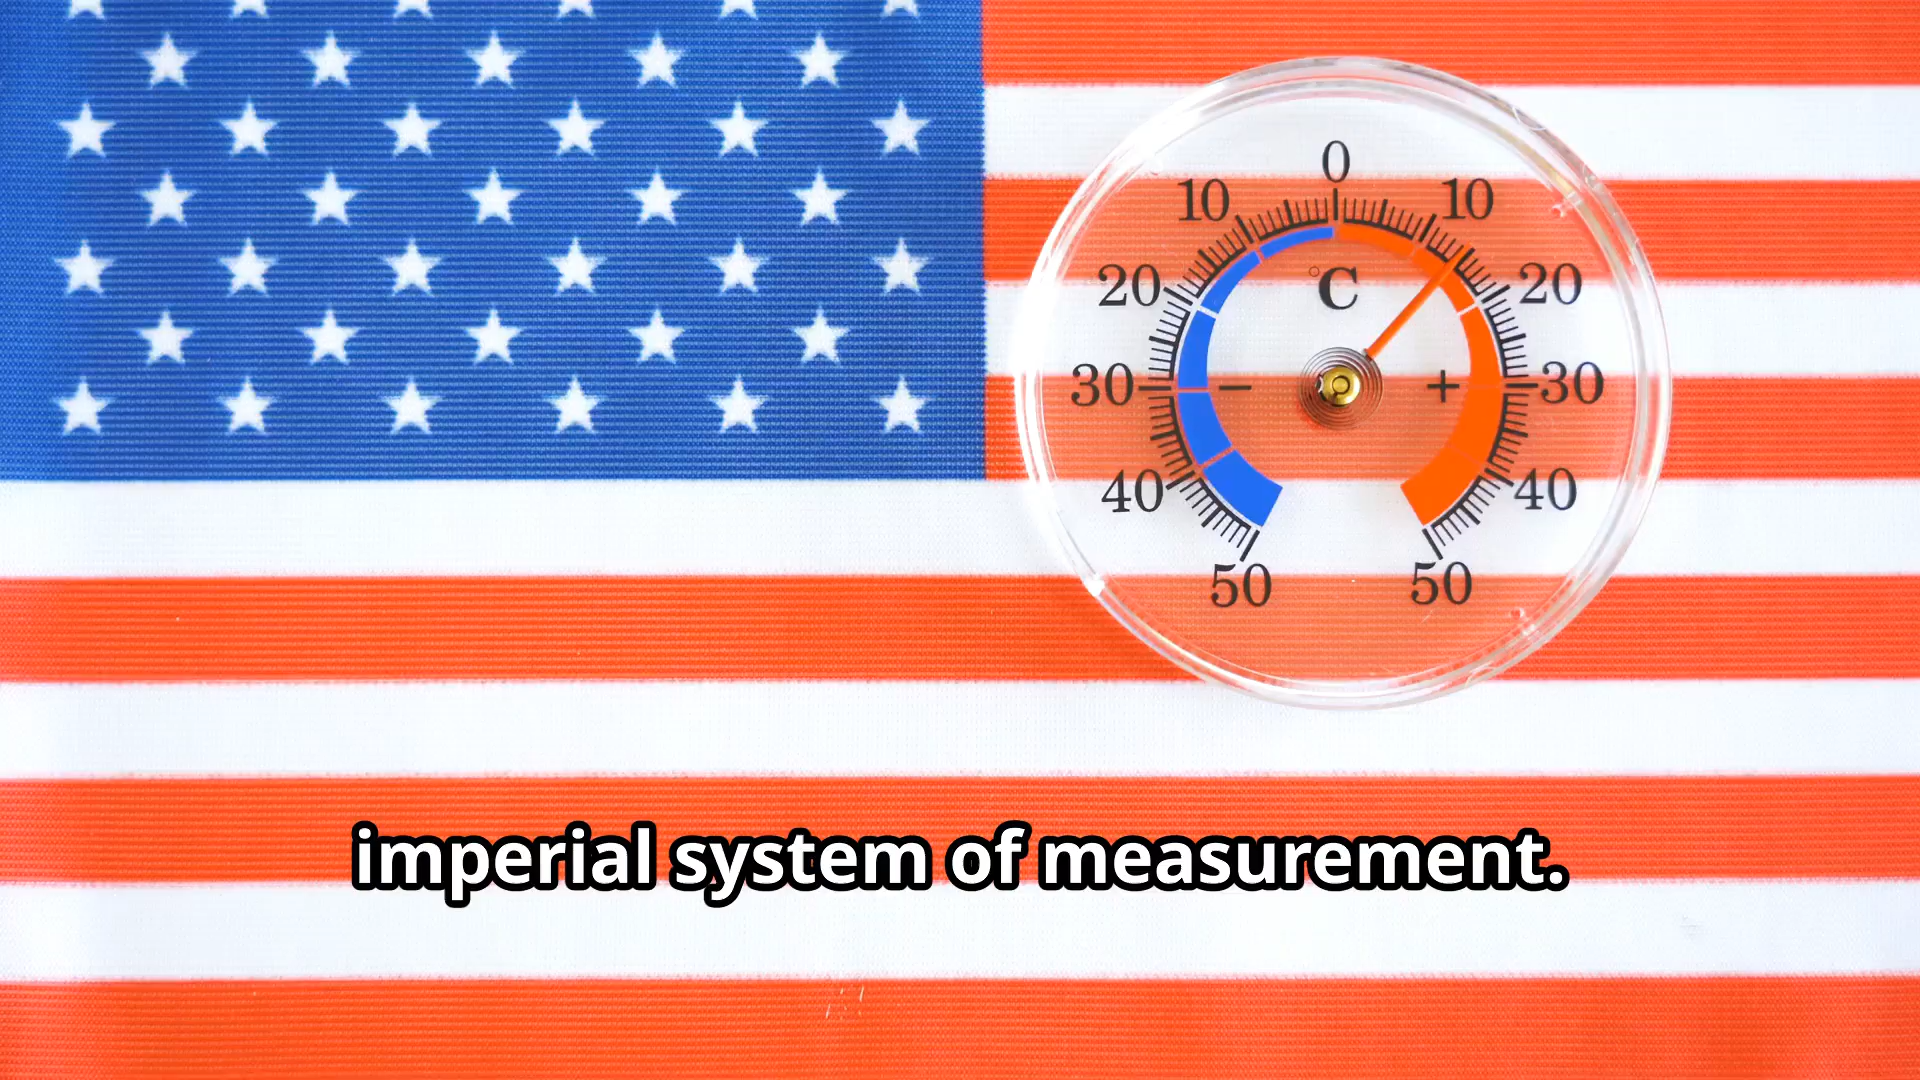 0
10 10
20 °C 20
30 − + 30
40 40
50 50
imperial system of measurement.